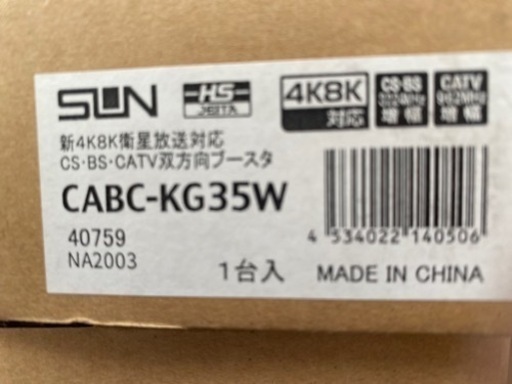 SUN
HS
JEITA
4K8K
対応
CS・BS
増幅
CATV
962MHz
増幅
新4K8K衛星放送対応
CS・BS・CATV双方向ブースタ
CABC-KG35W
40759
NA2003
1台入
4 534022 140506
MADE IN CHINA